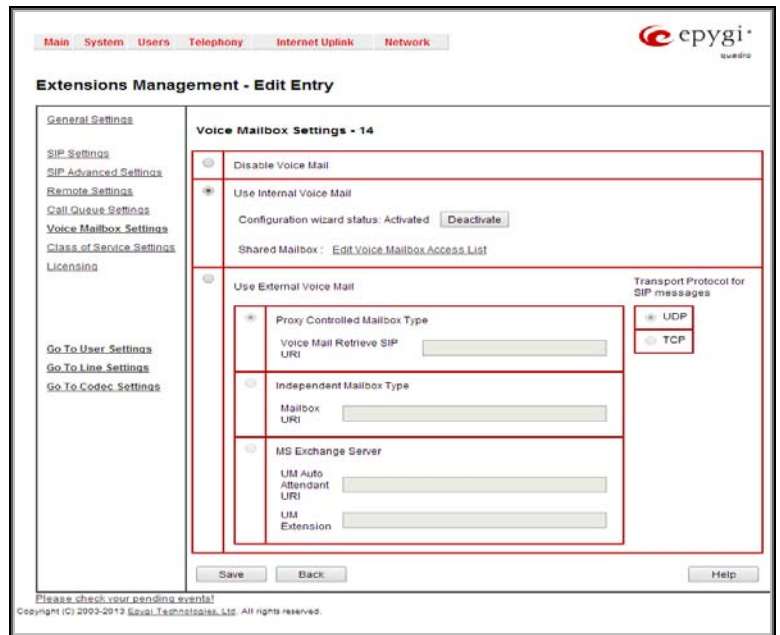 Main System Users Telephony Internet Uplink Network
epygi
quadro
Extensions Management - Edit Entry
General Settings
SIP Settings
SIP Advanced Settings
Remote Settings
Call Queue Settings
Voice Mailbox Settings
Class of Service Settings
Licensing
Go To User Settings
Go To Line Settings
Go To Codec Settings
Voice Mailbox Settings - 14
Disable Voice Mail
Use Internal Voice Mail
Configuration wizard status: Activated Deactivate
Shared Mailbox : Edit Voice Mailbox Access List
Use External Voice Mail
Proxy Controlled Mailbox Type
Voice Mail Retrieve SIP
URI
Independent Mailbox Type
Mailbox
URI
MS Exchange Server
UM Auto
Attendant
URI
UM
Extension
Transport Protocol for
SIP messages
UDP
TCP
Save Back Help
Please check your pending events!
Copyright (C) 2003-2013 Epygi Technologies, Ltd. All rights reserved.